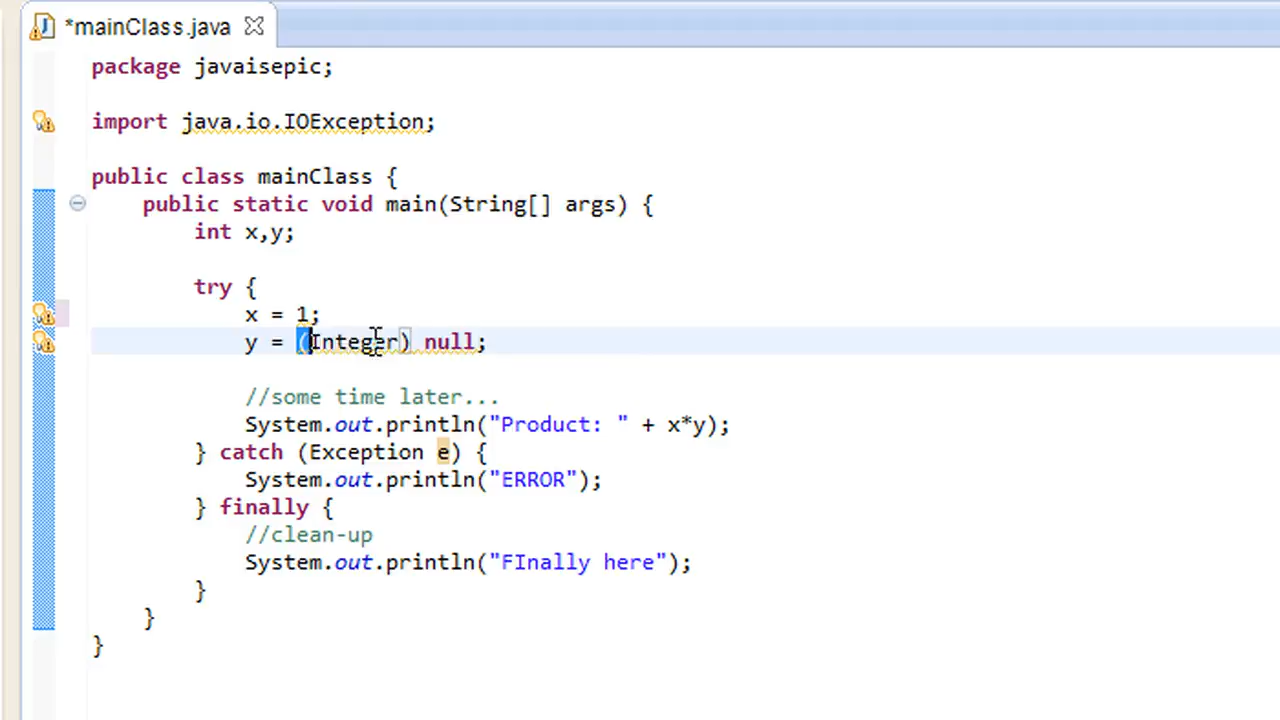 *mainClass.java
package javaisepic;
import java.io.IOException;
public class mainClass {
public static void main(String[] args) {
int x,y;
try {
x = 1;
y = (Integer) null;
//some time later...
System.out.println("Product: " + x*y);
} catch (Exception e) {
System.out.println("ERROR");
} finally {
//clean-up
System.out.println("FInally here");
}
}
}